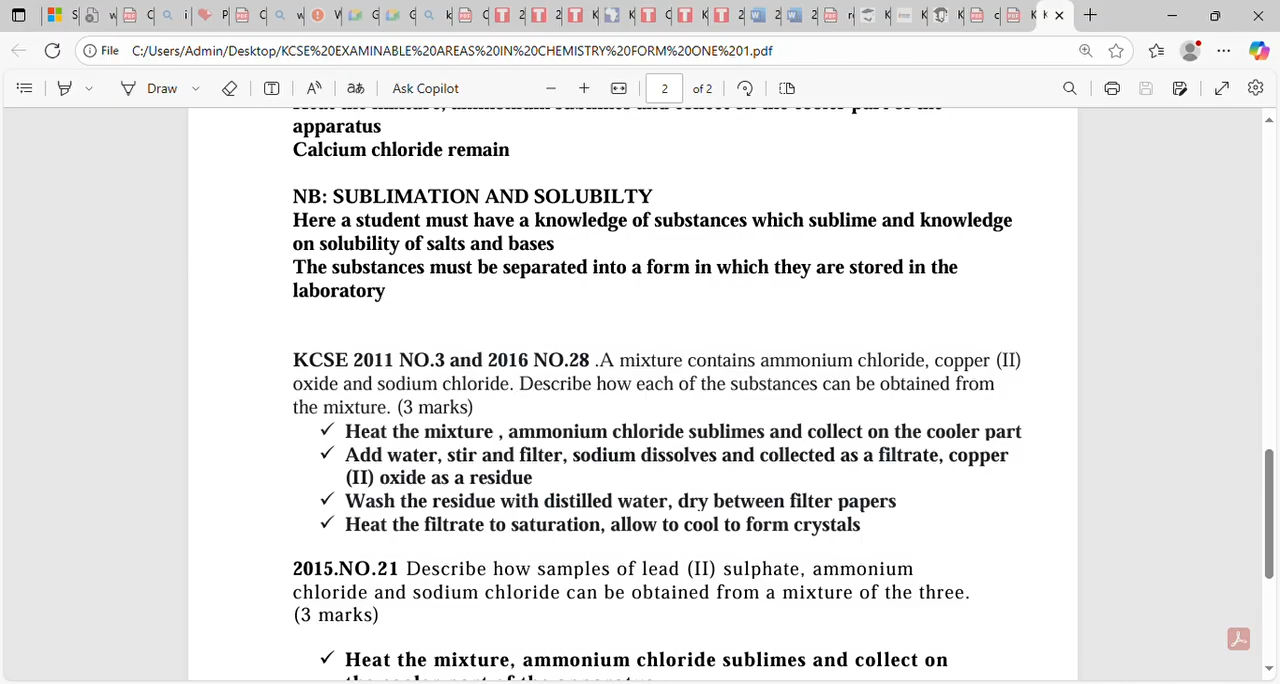 File C:/Users/Admin/Desktop/KCSE%20EXAMINABLE%20AREAS%20IN%20CHEMISTRY%20FORM%20ONE%201.pdf
Draw
Ask Copilot
2 of 2
apparatus
Calcium chloride remain
NB: SUBLIMATION AND SOLUBILTY
Here a student must have a knowledge of substances which sublime and knowledge
on solubility of salts and bases
The substances must be separated into a form in which they are stored in the
laboratory
KCSE 2011 NO.3 and 2016 NO.28 .A mixture contains ammonium chloride, copper (II)
oxide and sodium chloride. Describe how each of the substances can be obtained from
the mixture. (3 marks)
✓ Heat the mixture , ammonium chloride sublimes and collect on the cooler part
✓ Add water, stir and filter, sodium dissolves and collected as a filtrate, copper
(II) oxide as a residue
✓ Wash the residue with distilled water, dry between filter papers
✓ Heat the filtrate to saturation, allow to cool to form crystals
2015.NO.21 Describe how samples of lead (II) sulphate, ammonium
chloride and sodium chloride can be obtained from a mixture of the three.
(3 marks)
✓ Heat the mixture, ammonium chloride sublimes and collect on